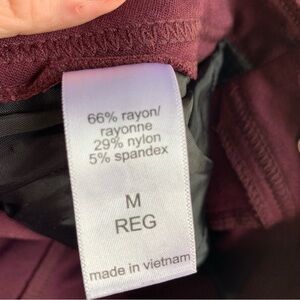 66% rayon/
rayonne
29% nylon
5% spandex
M
REG
made in vietnam